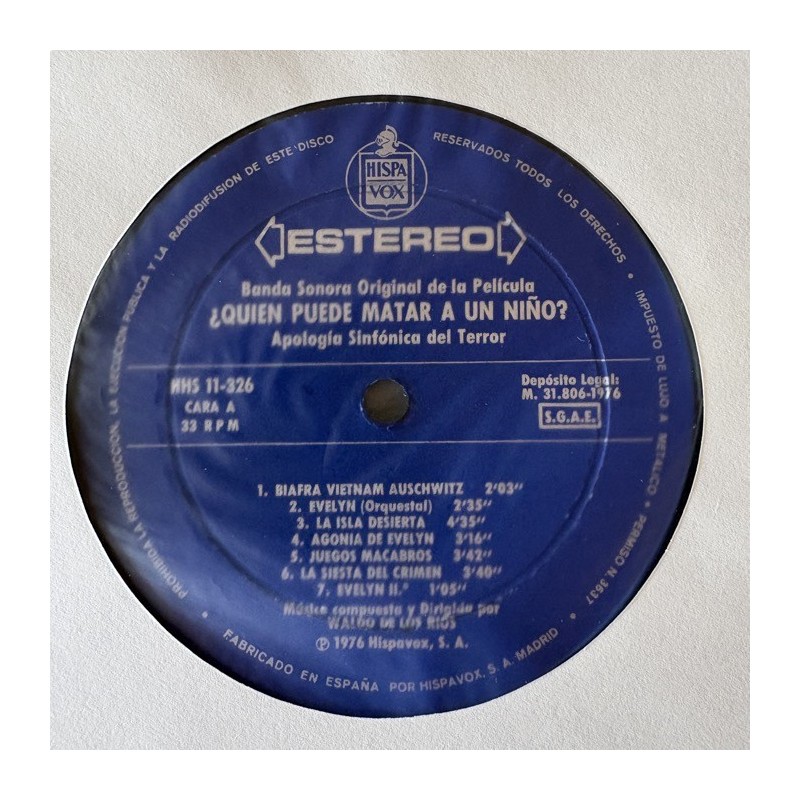 HISPA
VOX
ESTEREO
Banda Sonora Original de la Película
¿QUIEN PUEDE MATAR A UN NIÑO?
Apología Sinfónica del Terror
HHS 11-326
CARA A
33 RPM
Depósito Legal:
M. 31.806-1976
S.G.A.E.
1. BIAFRA VIETNAM AUSCHWITZ 2'03"
2. EVELYN (Orquestal) 2'35"
3. LA ISLA DESIERTA 4'35"
4. AGONIA DE EVELYN 3'16"
5. JUEGOS MACABROS 3'42"
6. LA SIESTA DEL CRIMEN 3'40"
7. EVELYN II.º 1'05"
Música compuesta y Dirigida por
WALDO DE LOS RIOS
℗ 1976 Hispavox, S. A.
PROHIBIDA LA REPRODUCCION, LA EJECUCION PUBLICA Y LA RADIODIFUSION DE ESTE DISCO
RESERVADOS TODOS LOS DERECHOS • IMPUESTO DE LUJO A METALICO • PERMISO N. 3637
FABRICADO EN ESPAÑA POR HISPAVOX, S. A. MADRID